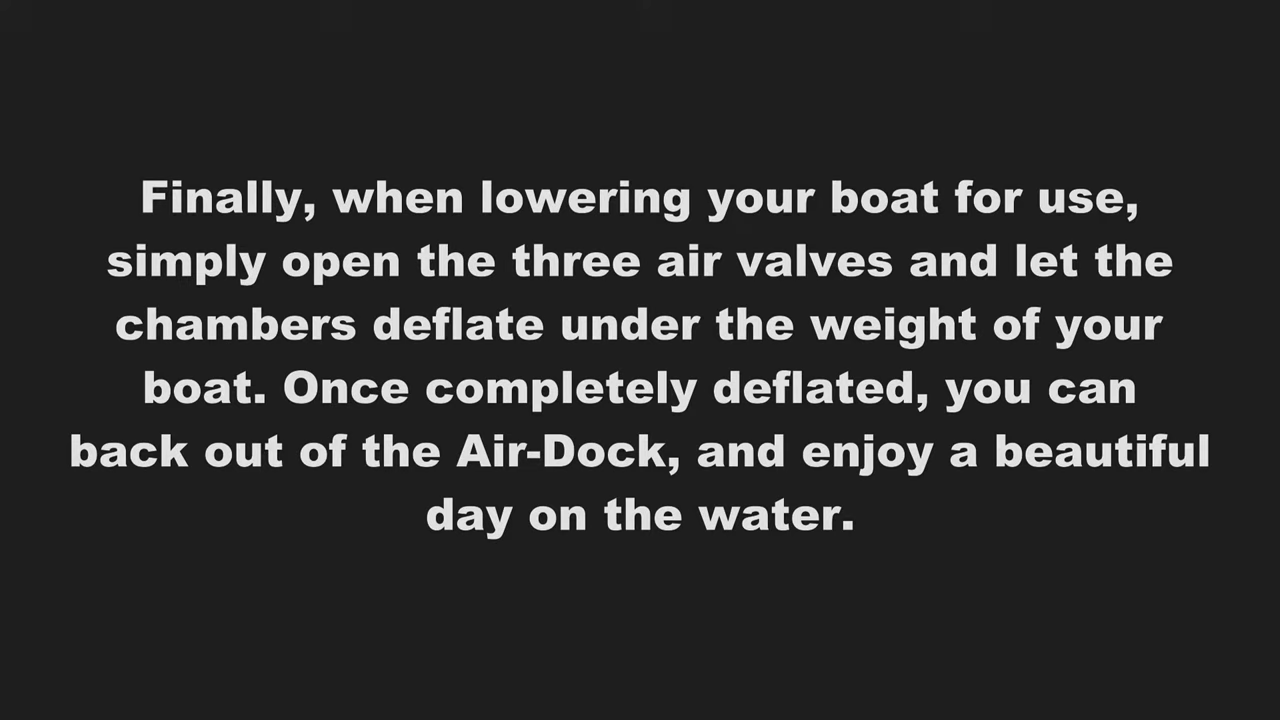 Finally, when lowering your boat for use,
simply open the three air valves and let the
chambers deflate under the weight of your
boat. Once completely deflated, you can
back out of the Air-Dock, and enjoy a beautiful
day on the water.